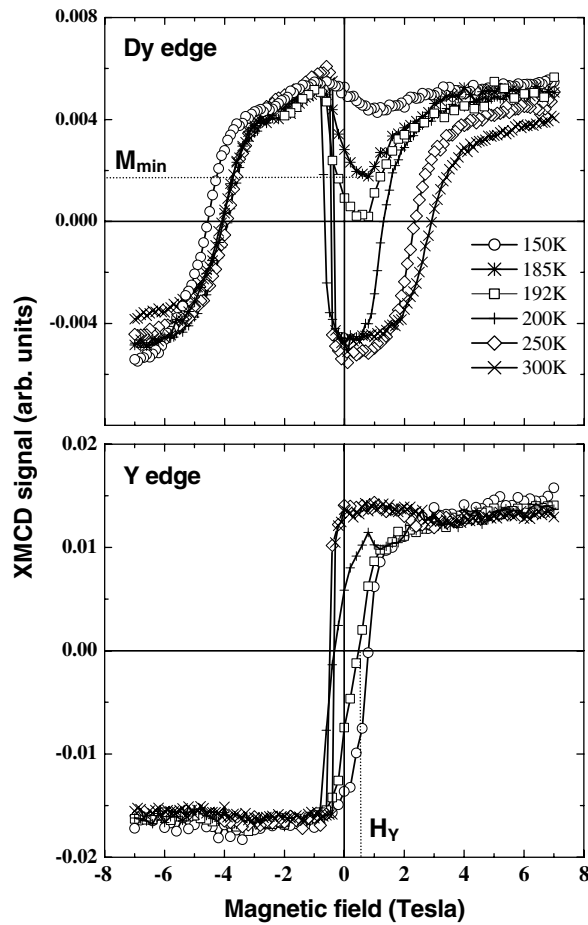 0.008
Dy edge
0.004
M_min
0.000
-0.004
150K
185K
192K
200K
250K
300K
XMCD signal (arb. units)
0.02
Y edge
0.01
0.00
-0.01
H_Y
-0.02
-8 -6 -4 -2 0 2 4 6 8
Magnetic field (Tesla)